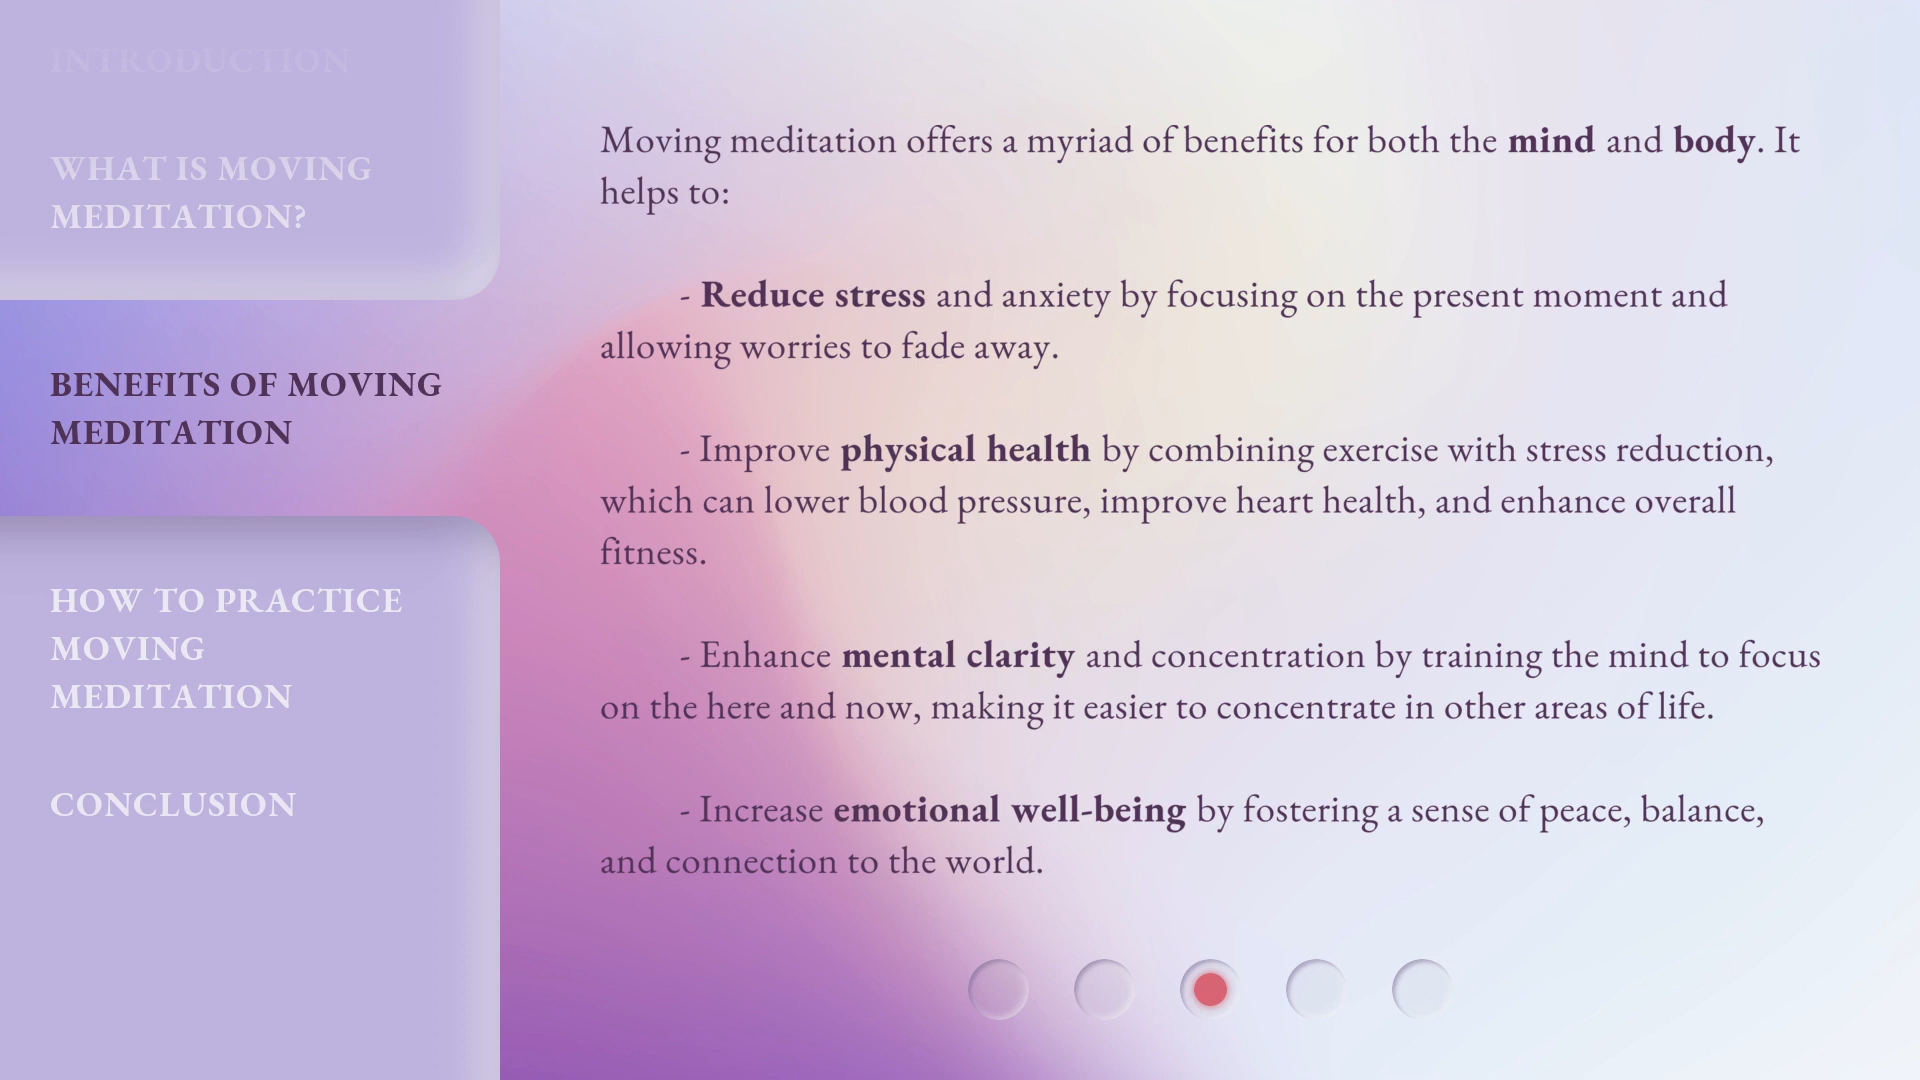 INTRODUCTION
WHAT IS MOVING
MEDITATION?
BENEFITS OF MOVING
MEDITATION
HOW TO PRACTICE
MOVING
MEDITATION
CONCLUSION
Moving meditation offers a myriad of benefits for both the mind and body. It
helps to:
- Reduce stress and anxiety by focusing on the present moment and
allowing worries to fade away.
- Improve physical health by combining exercise with stress reduction,
which can lower blood pressure, improve heart health, and enhance overall
fitness.
- Enhance mental clarity and concentration by training the mind to focus
on the here and now, making it easier to concentrate in other areas of life.
- Increase emotional well-being by fostering a sense of peace, balance,
and connection to the world.